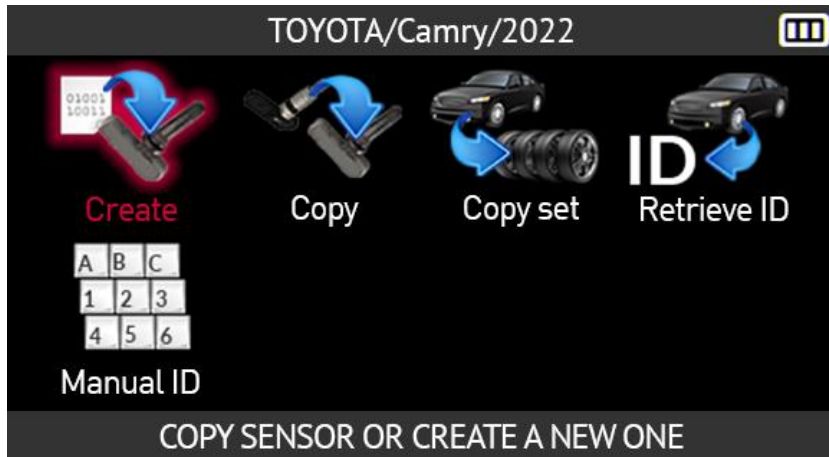 TOYOTA/Camry/2022
01001
10011
Create
Copy
Copy set
ID
Retrieve ID
A B C
1 2 3
4 5 6
Manual ID
COPY SENSOR OR CREATE A NEW ONE